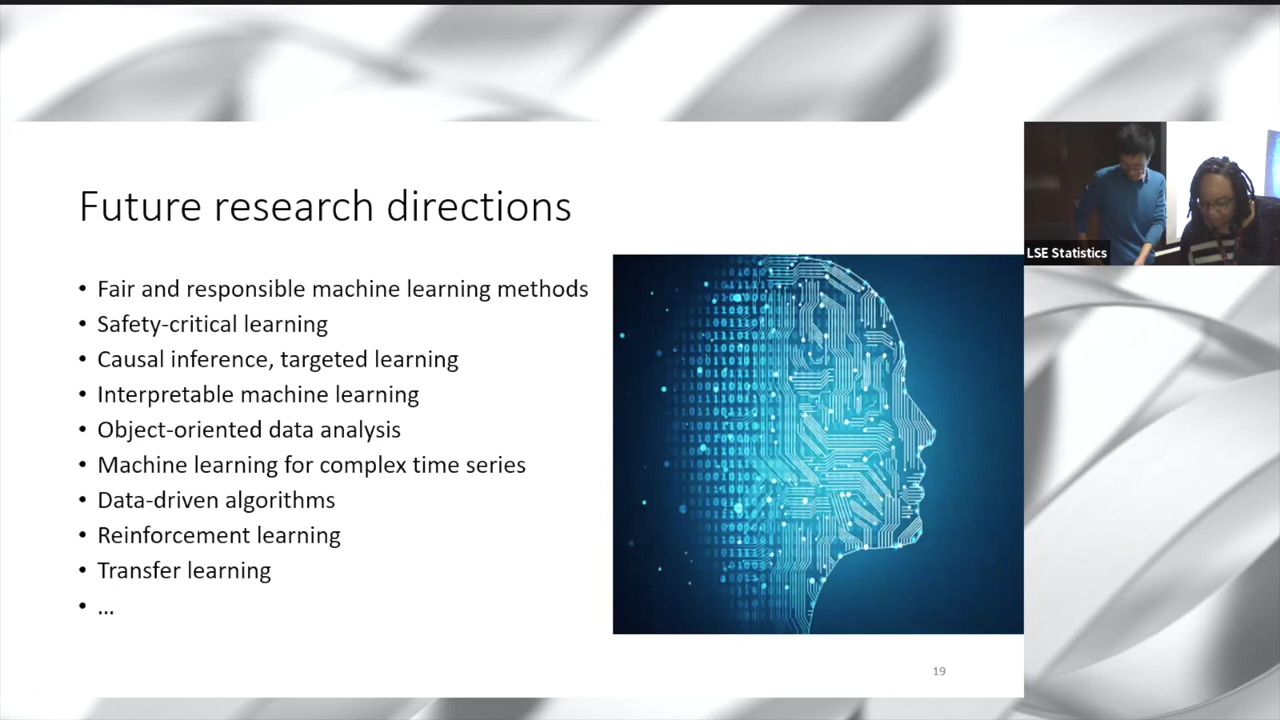 Future research directions
• Fair and responsible machine learning methods
• Safety-critical learning
• Causal inference, targeted learning
• Interpretable machine learning
• Object-oriented data analysis
• Machine learning for complex time series
• Data-driven algorithms
• Reinforcement learning
• Transfer learning
• ...
LSE Statistics
19